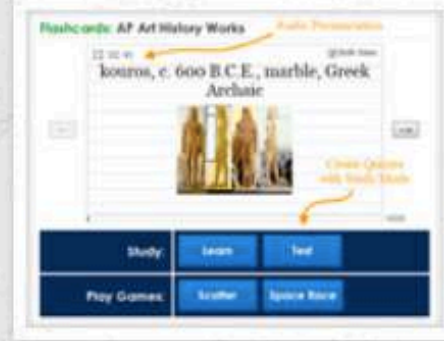 Flashcards: AP Art History Works
Audio Pronunciation
kouros, c. 600 B.C.E., marble, Greek
Archaic
Create Quizzes
with Study Mode
Study:
Learn
Test
Play Games:
Scatter
Space Race